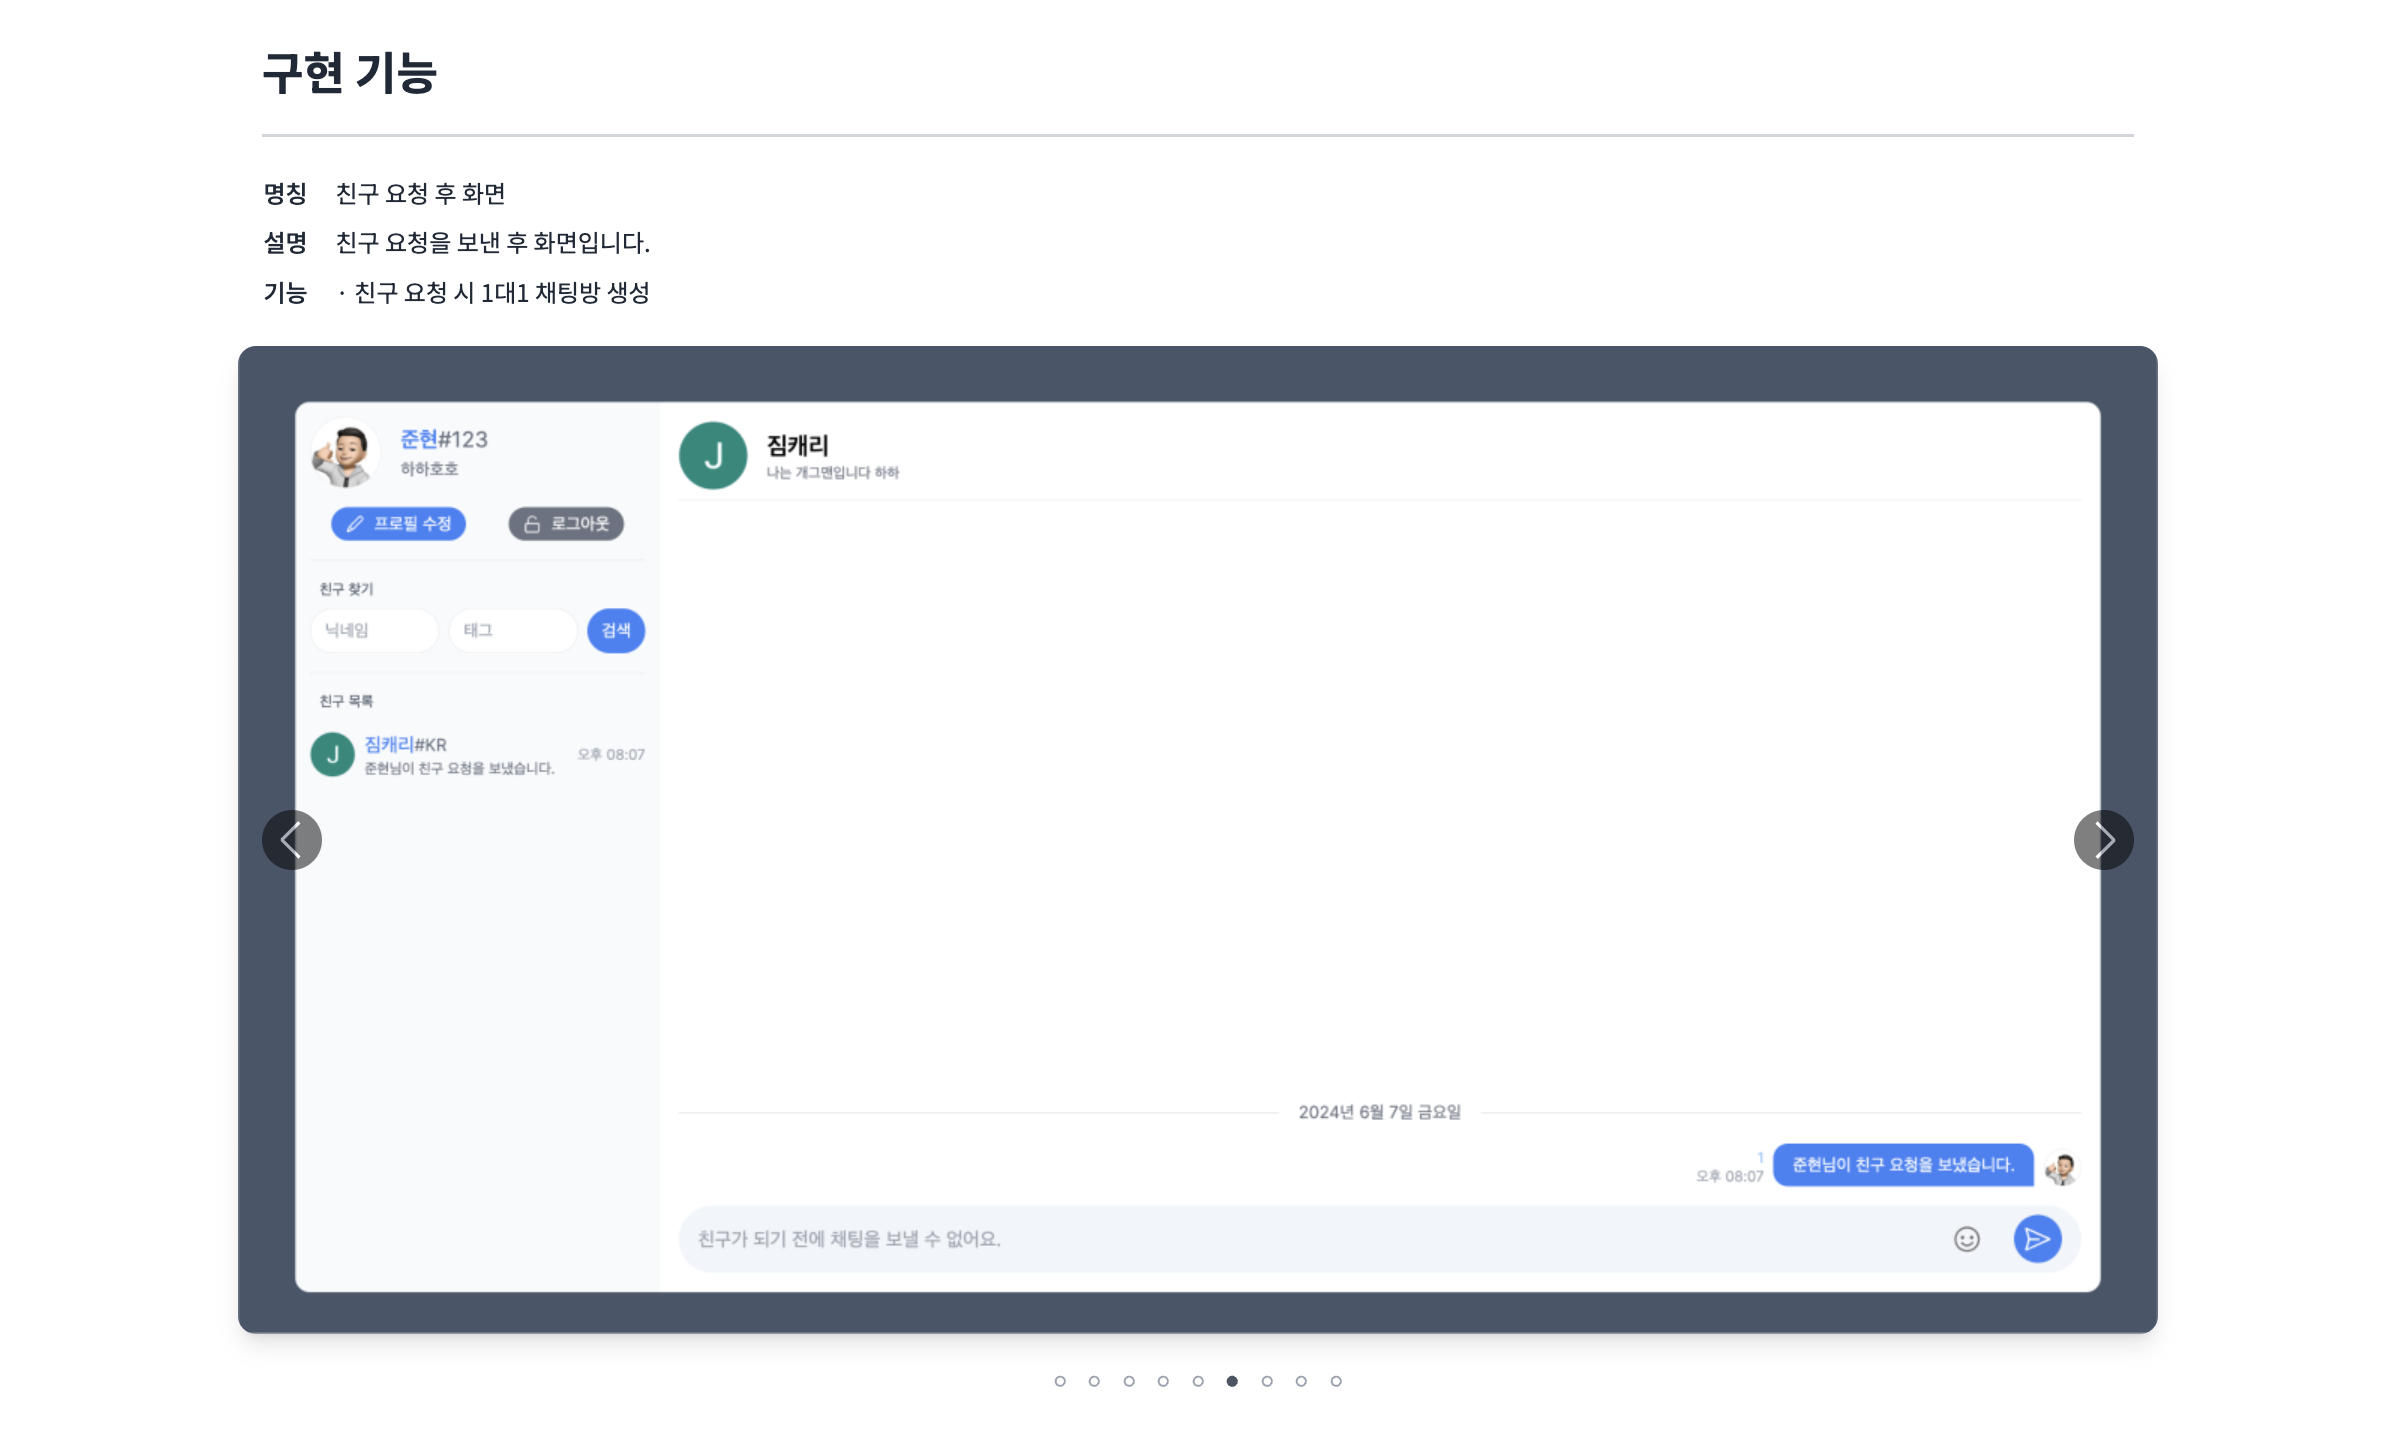 구현 기능
명칭 친구 요청 후 화면
설명 친구 요청을 보낸 후 화면입니다.
기능 · 친구 요청 시 1대1 채팅방 생성
준현#123
하하호호
프로필 수정
로그아웃
친구 찾기
닉네임
태그
검색
친구 목록
J
짐캐리#KR
준현님이 친구 요청을 보냈습니다.
오후 08:07
J
짐캐리
나는 개그맨입니다 하하
2024년 6월 7일 금요일
1
오후 08:07
준현님이 친구 요청을 보냈습니다.
친구가 되기 전에 채팅을 보낼 수 없어요.